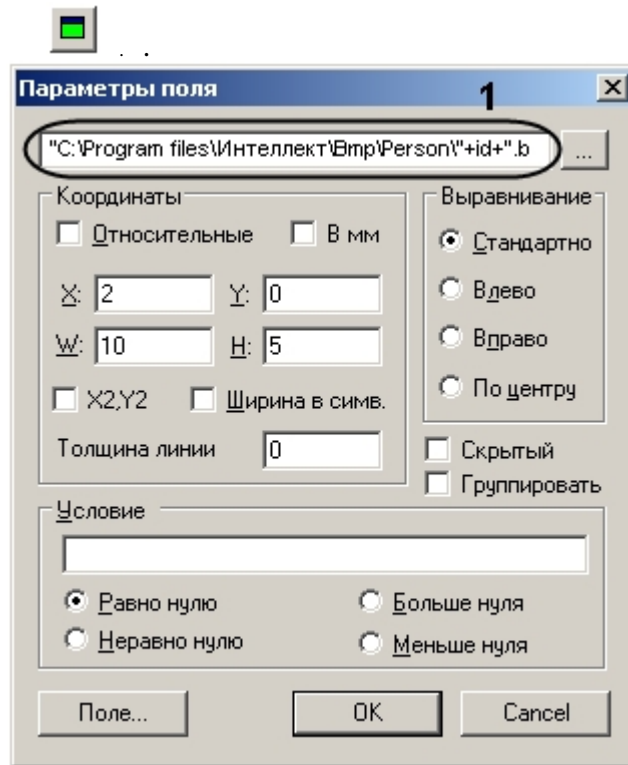 Параметры поля
1
"C:\Program files\Интеллект\Bmp\Person\"+id+".b
...
Координаты
Выравнивание
Относительные В мм
Стандартно
X: 2 Y: 0
Влево
W: 10 H: 5
Вправо
X2,Y2 Ширина в симв.
По центру
Толщина линии 0
Скрытый
Группировать
Условие
Равно нулю Больше нуля
Неравно нулю Меньше нуля
Поле... OK Cancel